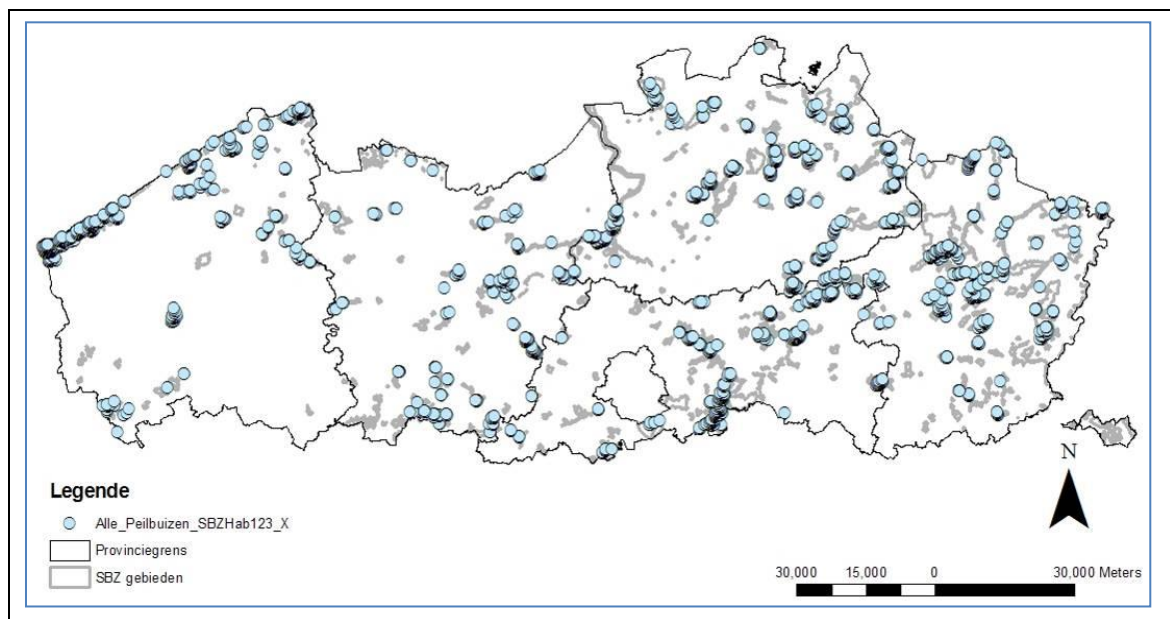 N
Legende
Alle_Peilbuizen_SBZHab123_X
Provinciegrens
SBZ gebieden
30,000 15,000 0 30,000 Meters